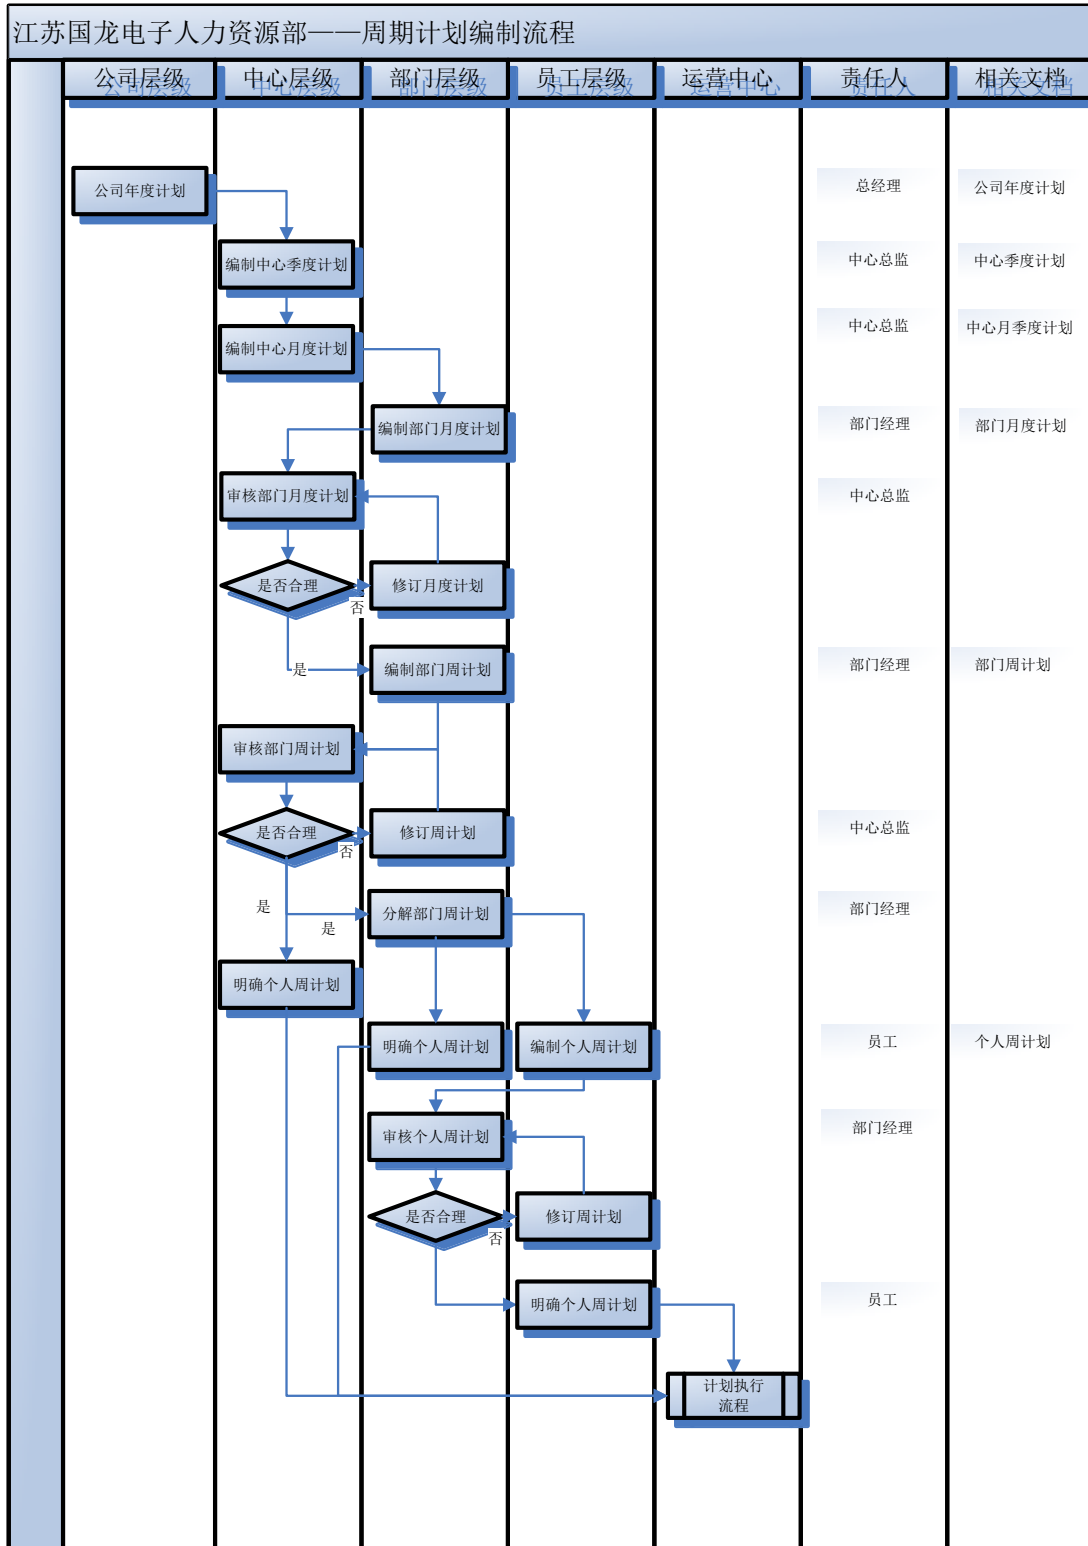 江苏国龙电子人力资源部——周期计划编制流程
公司层级 中心层级 部门层级 员工层级 运营中心 责任人 相关文档
公司年度计划 总经理 公司年度计划
编制中心季度计划 中心总监 中心季度计划
编制中心月度计划 中心总监 中心月季度计划
编制部门月度计划 部门经理 部门月度计划
审核部门月度计划 中心总监
是否合理 修订月度计划
否
是 编制部门周计划 部门经理 部门周计划
审核部门周计划
是否合理 修订周计划 中心总监
否
是 分解部门周计划 部门经理
是
明确个人周计划
明确个人周计划 编制个人周计划 员工 个人周计划
审核个人周计划 部门经理
是否合理 修订周计划
否
明确个人周计划 员工
计划执行
流程